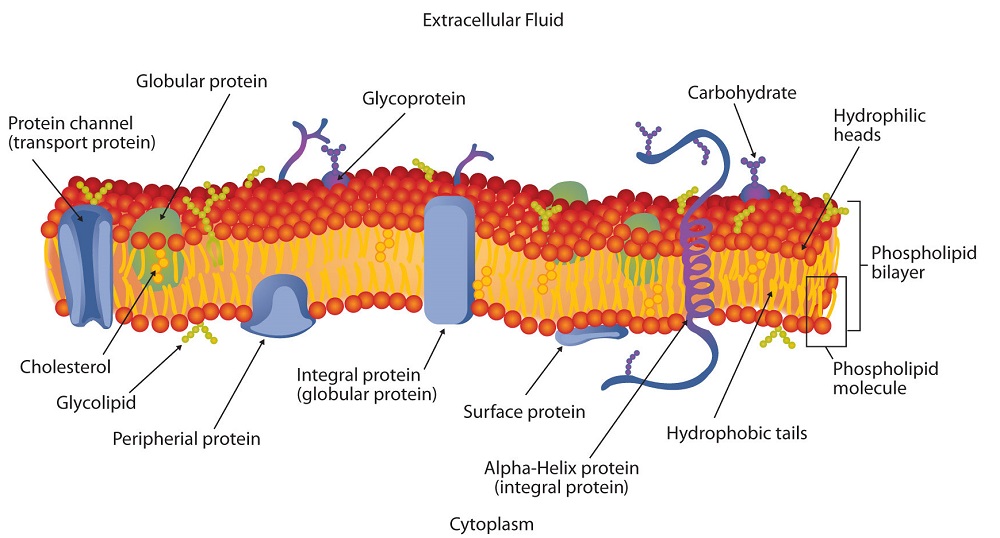 Extracellular Fluid
Globular protein
Glycoprotein
Carbohydrate
Hydrophilic
heads
Protein channel
(transport protein)
Phospholipid
bilayer
Cholesterol
Glycolipid
Peripherial protein
Integral protein
(globular protein)
Surface protein
Alpha-Helix protein
(integral protein)
Hydrophobic tails
Phospholipid
molecule
Cytoplasm